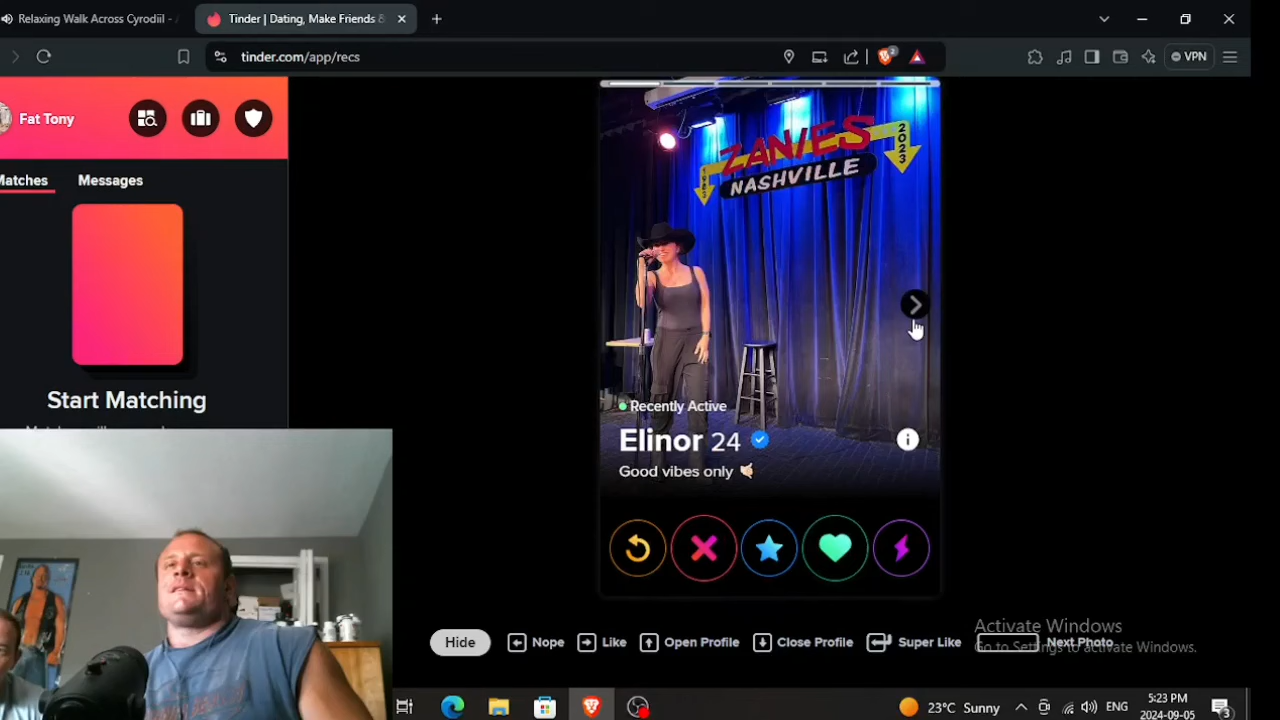 Relaxing Walk Across Cyrodiil -
Tinder | Dating, Make Friends &
tinder.com/app/recs
2
VPN
Fat Tony
Matches
Messages
Start Matching
ZANIES
NASHVILLE
1983
2023
Recently Active
Elinor 24
Good vibes only
Hide
Nope
Like
Open Profile
Close Profile
Super Like
Next Photo
Activate Windows
Go to Settings to activate Windows.
23°C Sunny
ENG
5:23 PM
2024-09-05
3